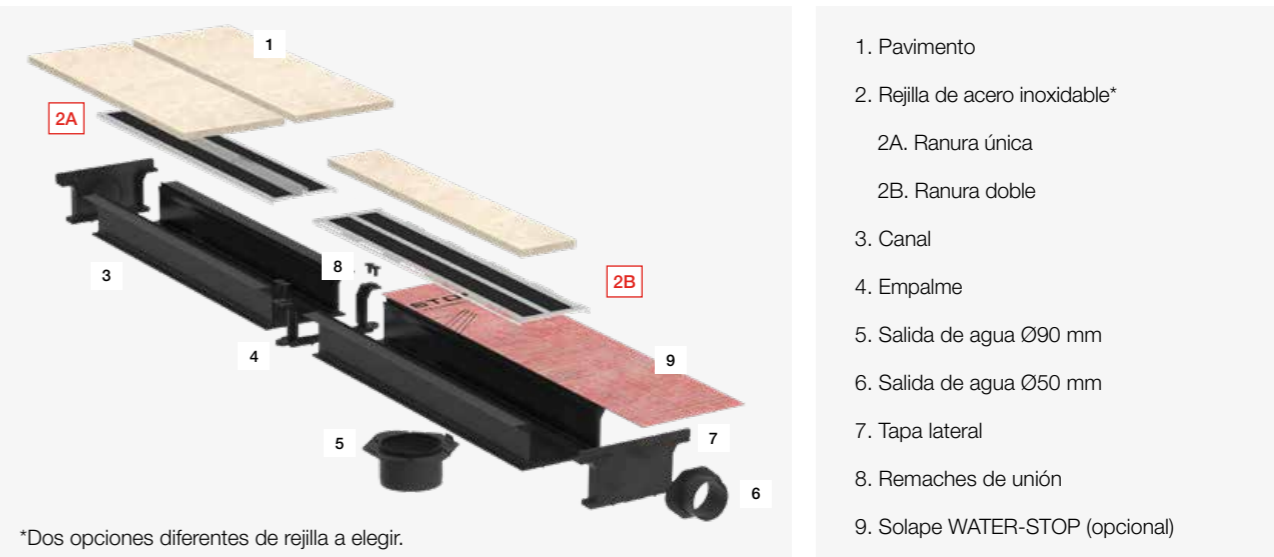 1
2A
3
8
2B
4
9
5
7
6
*Dos opciones diferentes de rejilla a elegir.
1. Pavimento
2. Rejilla de acero inoxidable*
2A. Ranura única
2B. Ranura doble
3. Canal
4. Empalme
5. Salida de agua Ø90 mm
6. Salida de agua Ø50 mm
7. Tapa lateral
8. Remaches de unión
9. Solape WATER-STOP (opcional)